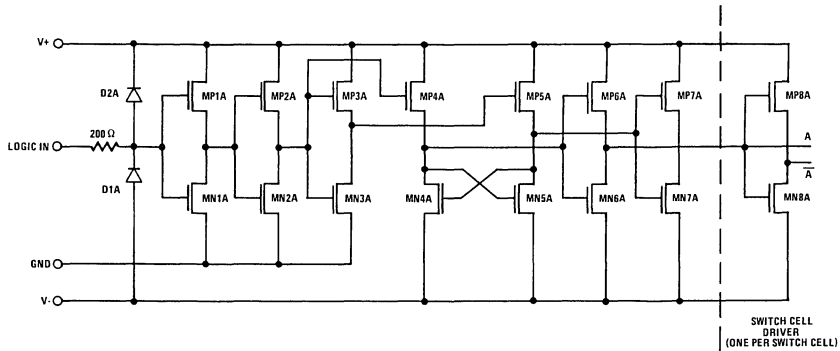 V+
D2A
MP1A
MP2A
MP3A
MP4A
MP5A
MP6A
MP7A
MP8A
200 Ω
LOGIC IN
A
A̅
D1A
MN1A
MN2A
MN3A
MN4A
MN5A
MN6A
MN7A
MN8A
GND
V-
SWITCH CELL
DRIVER
(ONE PER SWITCH CELL)